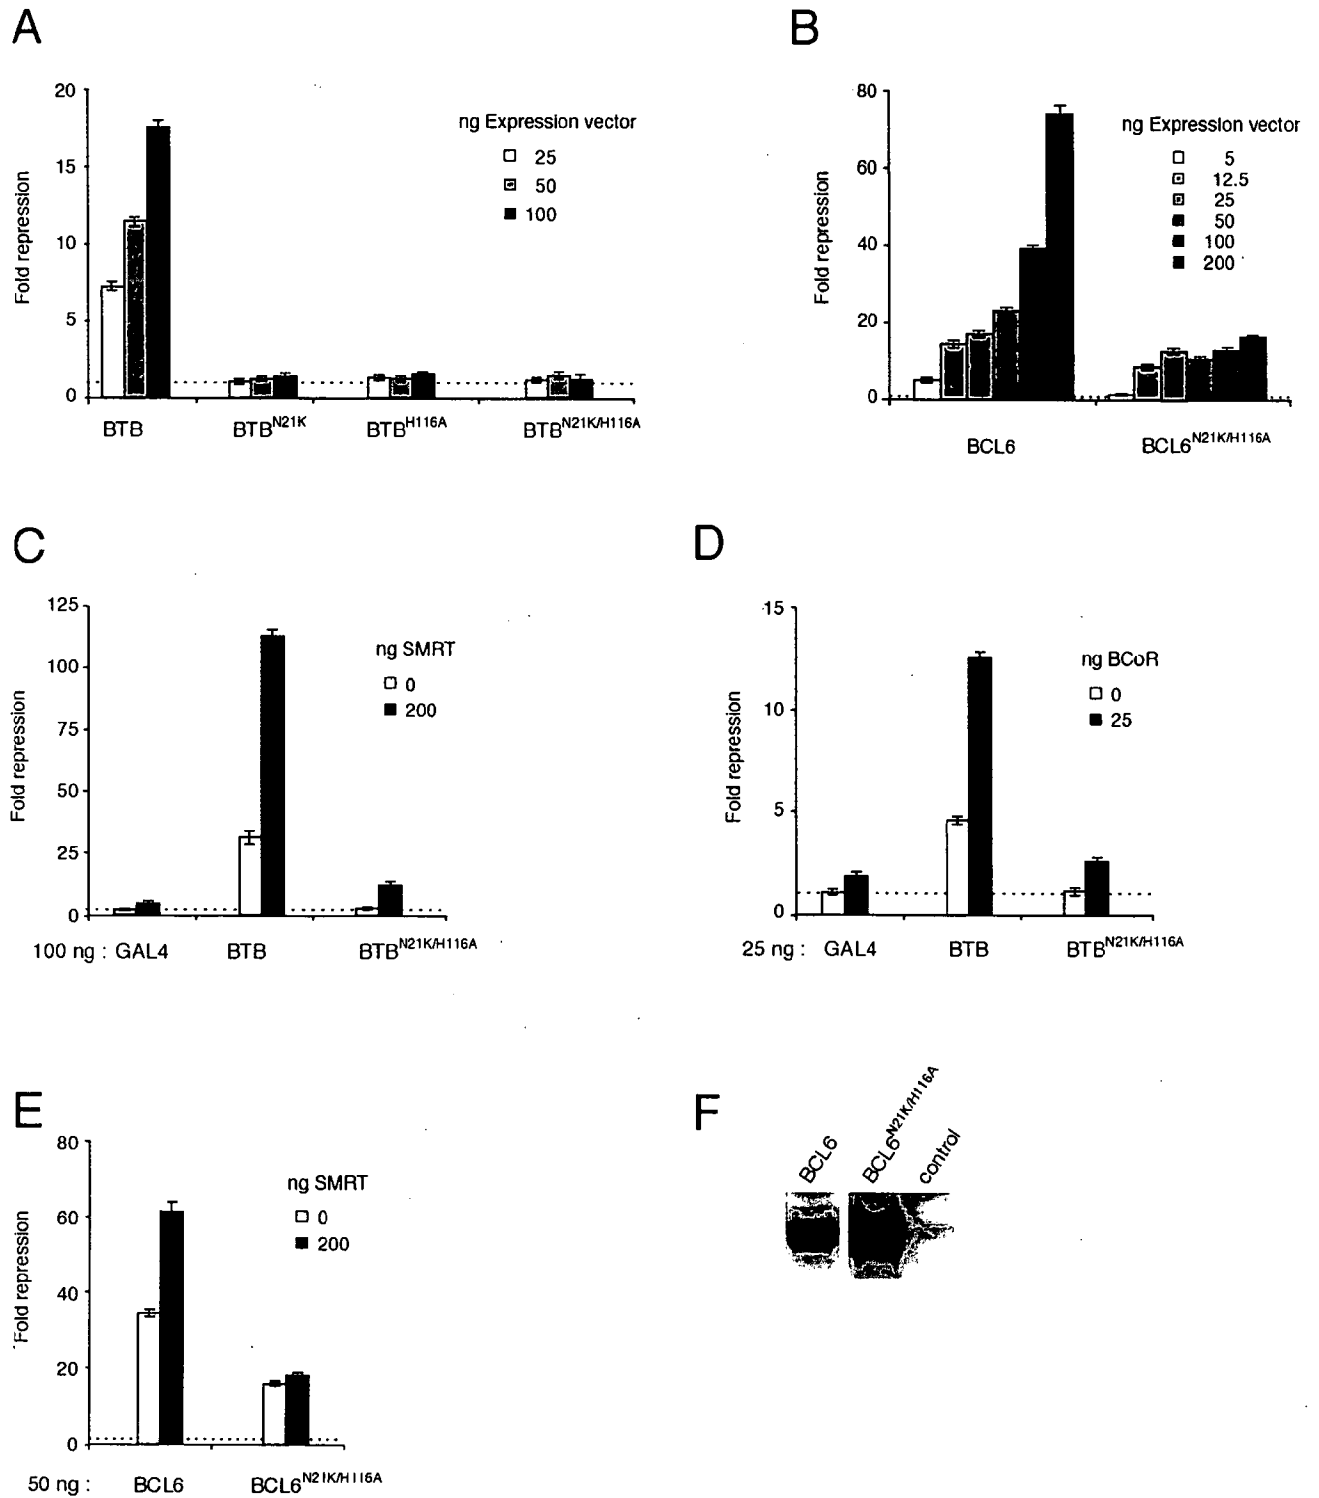 A
20
15
10
5
0
Fold repression
ng Expression vector
25
50
100
BTB
BTB^N21K
BTB^H116A
BTB^N21K/H116A
B
80
60
40
20
0
Fold repression
ng Expression vector
5
12.5
25
50
100
200
BCL6
BCL6^N21K/H116A
C
125
100
75
50
25
0
Fold repression
ng SMRT
0
200
100 ng : GAL4
BTB
BTB^N21K/H116A
D
15
10
5
0
Fold repression
ng BCoR
0
25
25 ng : GAL4
BTB
BTB^N21K/H116A
E
80
60
40
20
0
Fold repression
ng SMRT
0
200
50 ng : BCL6
BCL6^N21K/H116A
F
BCL6
BCL6^N21K/H116A
control